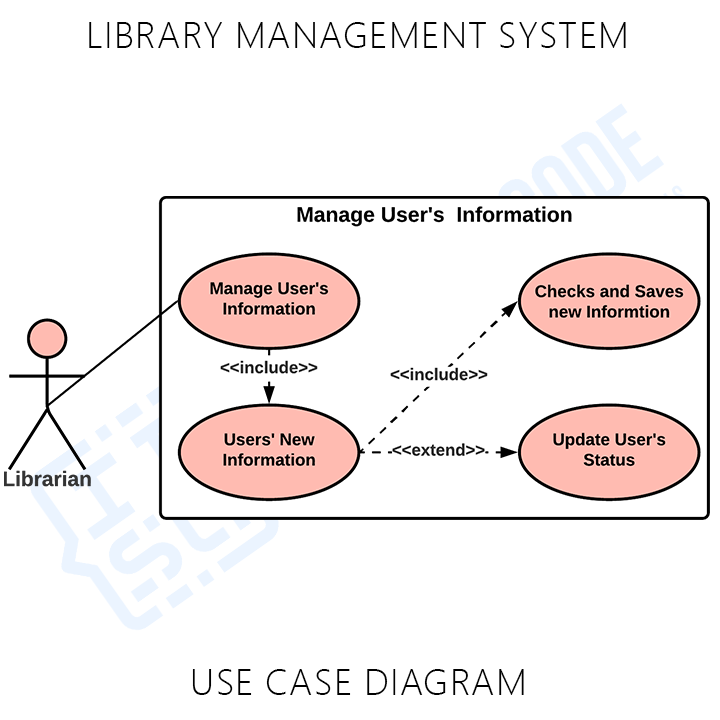 LIBRARY MANAGEMENT SYSTEM
CODE
Manage User's Information
Manage User's
Information
Checks and Saves
new Informtion
<<include>>
<<include>>
Users' New
Information
<<extend>>
Update User's
Status
Librarian
USE CASE DIAGRAM